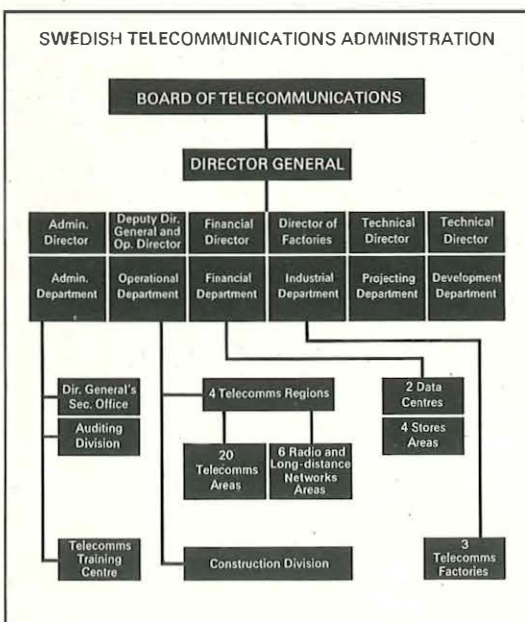 SWEDISH TELECOMMUNICATIONS ADMINISTRATION
BOARD OF TELECOMMUNICATIONS
DIRECTOR GENERAL
Admin.
Director
Deputy Dir.
General and
Op. Director
Financial
Director
Director of
Factories
Technical
Director
Technical
Director
Admin.
Department
Operational
Department
Financial
Department
Industrial
Department
Projecting
Department
Development
Department
Dir. General's
Sec. Office
Auditing
Division
4 Telecomms Regions
2 Data
Centres
4 Stores
Areas
20
Telecomms
Areas
6 Radio and
Long-distance
Networks
Areas
Telecomms
Training
Centre
Construction Division
3
Telecomms
Factories